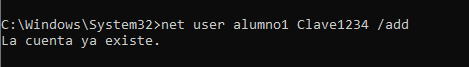 C:\Windows\System32>net user alumno1 Clave1234 /add
La cuenta ya existe.